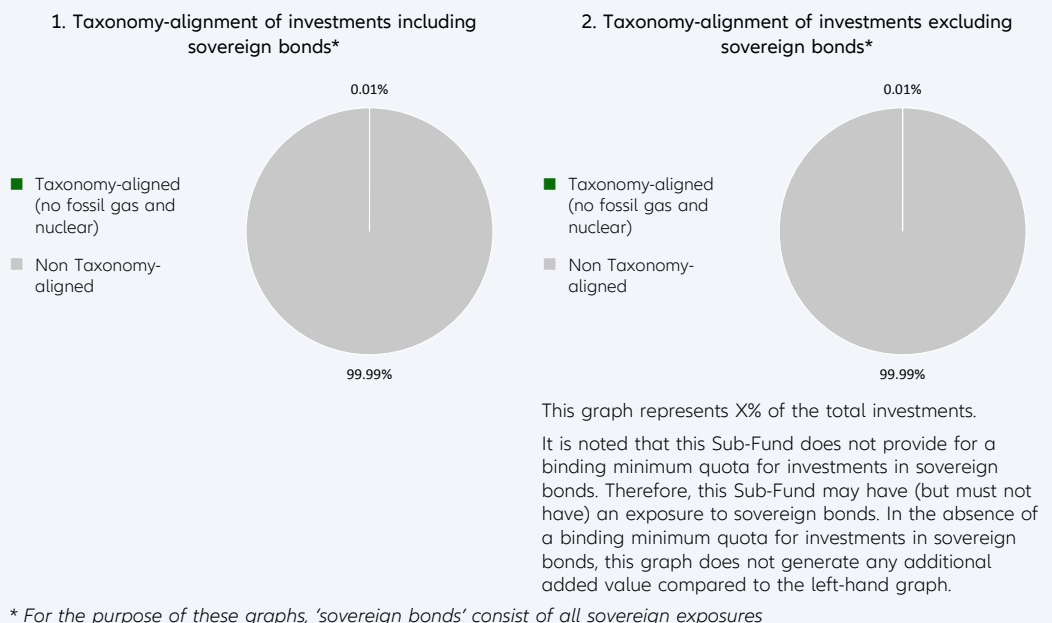 1. Taxonomy-alignment of investments including
sovereign bonds*
0.01%
Taxonomy-aligned
(no fossil gas and
nuclear)
Non Taxonomy-
aligned
99.99%
2. Taxonomy-alignment of investments excluding
sovereign bonds*
0.01%
Taxonomy-aligned
(no fossil gas and
nuclear)
Non Taxonomy-
aligned
99.99%
This graph represents X% of the total investments.
It is noted that this Sub-Fund does not provide for a
binding minimum quota for investments in sovereign
bonds. Therefore, this Sub-Fund may have (but must not
have) an exposure to sovereign bonds. In the absence of
a binding minimum quota for investments in sovereign
bonds, this graph does not generate any additional
added value compared to the left-hand graph.
* For the purpose of these graphs, ‘sovereign bonds’ consist of all sovereign exposures